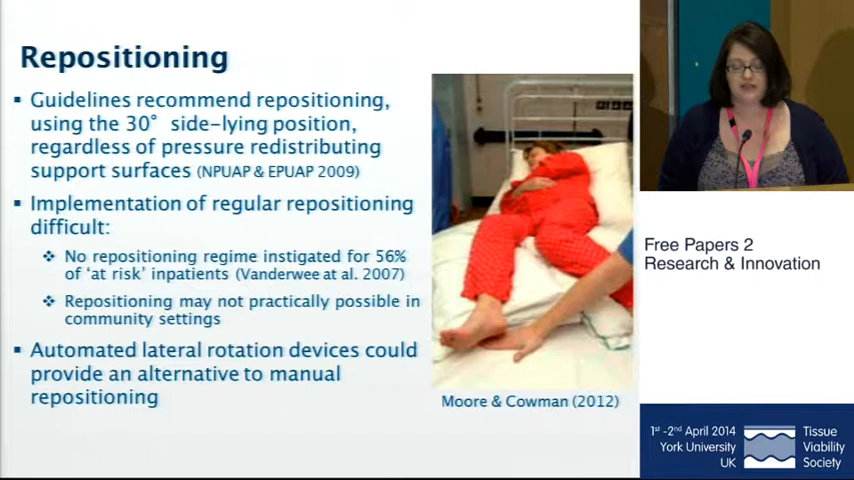 Repositioning
▪ Guidelines recommend repositioning,
using the 30° side-lying position,
regardless of pressure redistributing
support surfaces (NPUAP & EPUAP 2009)
▪ Implementation of regular repositioning
difficult:
❖ No repositioning regime instigated for 56%
of 'at risk' inpatients (Vanderwee at al. 2007)
❖ Repositioning may not practically possible in
community settings
▪ Automated lateral rotation devices could
provide an alternative to manual
repositioning
Moore & Cowman (2012)
Free Papers 2
Research & Innovation
1st -2nd April 2014
York University
UK
Tissue
Viability
Society